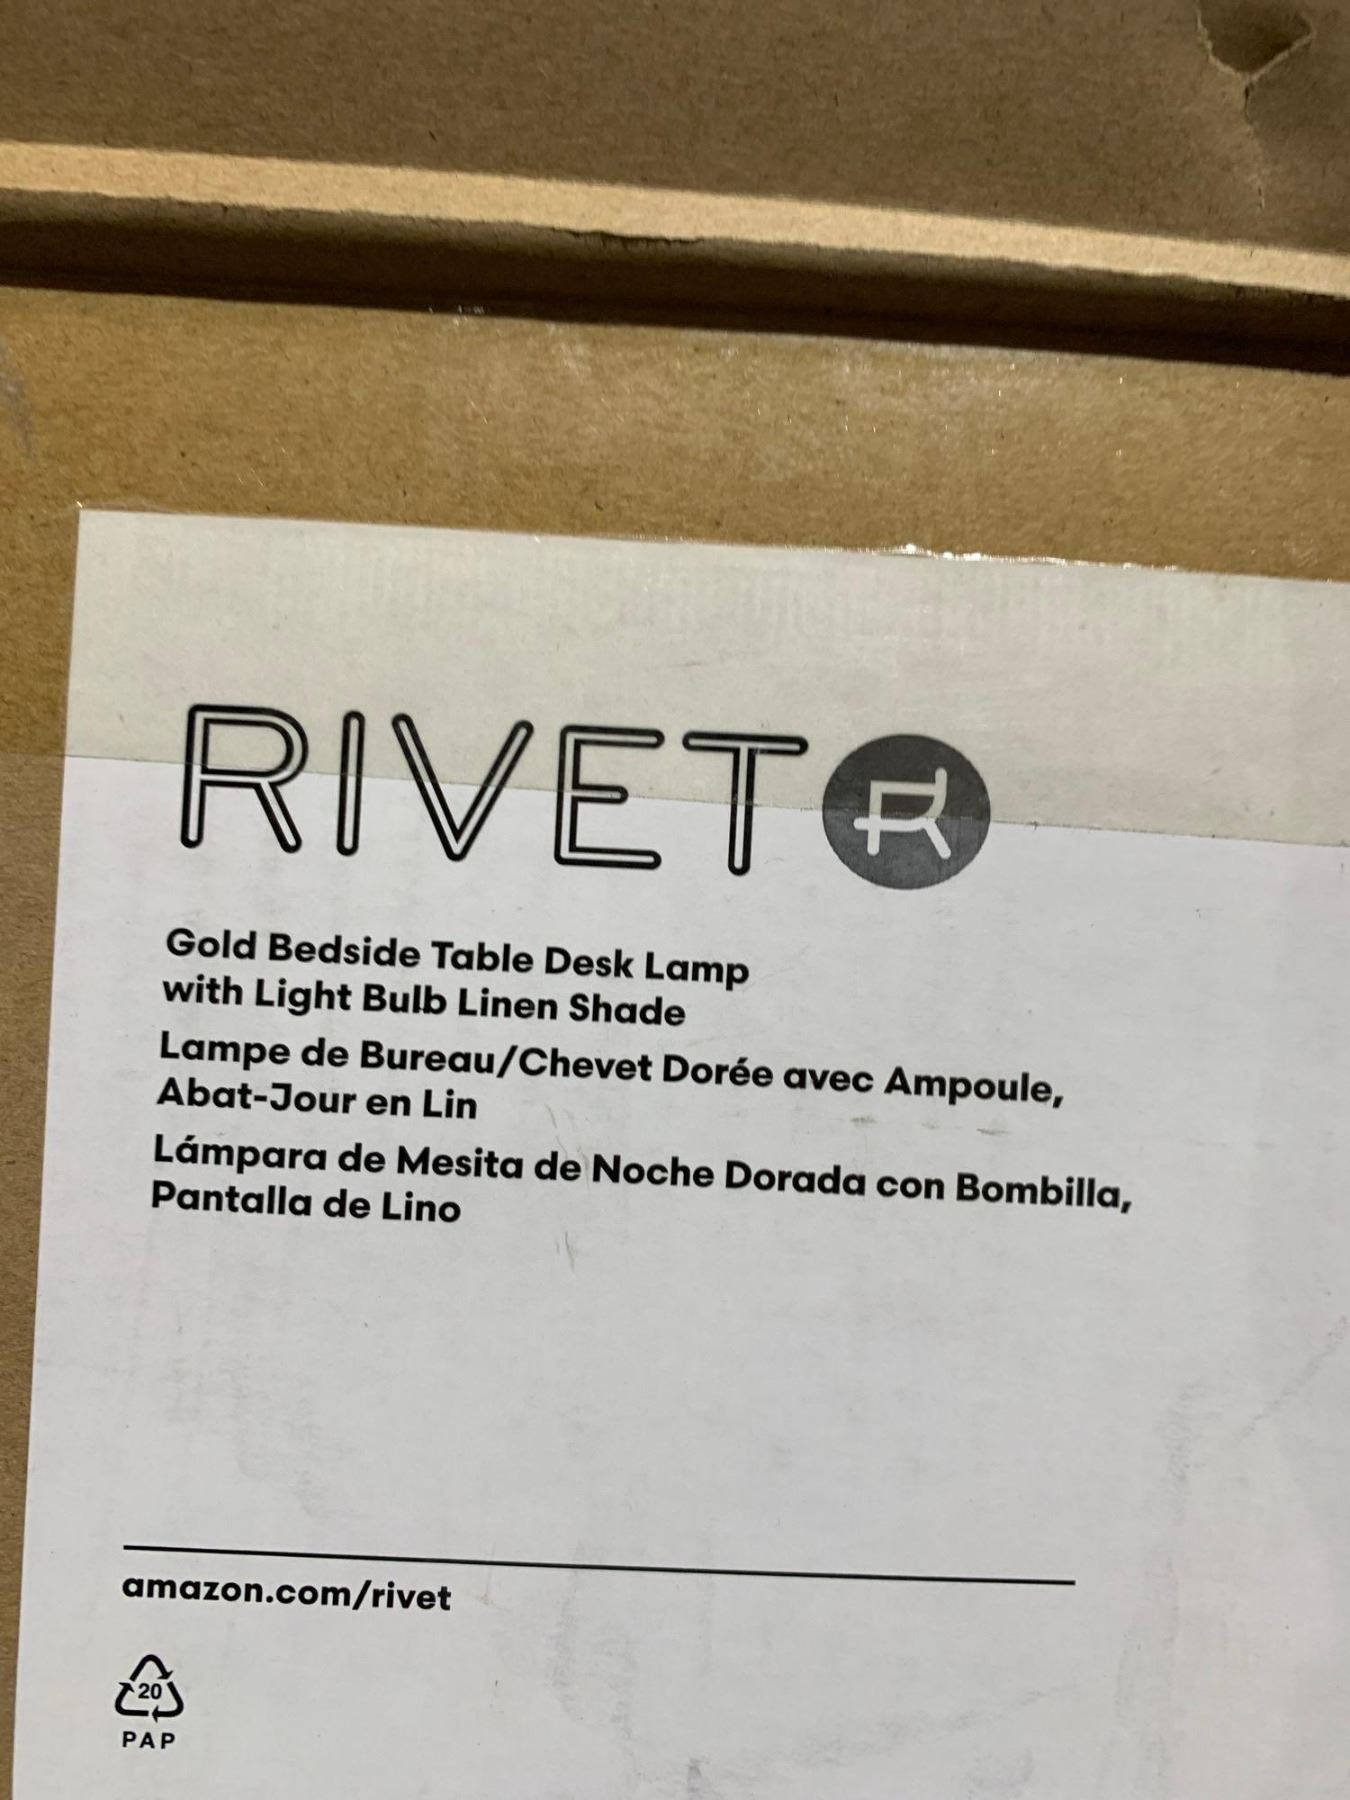 RIVET
Gold Bedside Table Desk Lamp
with Light Bulb Linen Shade
Lampe de Bureau/Chevet Dorée avec Ampoule,
Abat-Jour en Lin
Lámpara de Mesita de Noche Dorada con Bombilla,
Pantalla de Lino
amazon.com/rivet
20
PAP